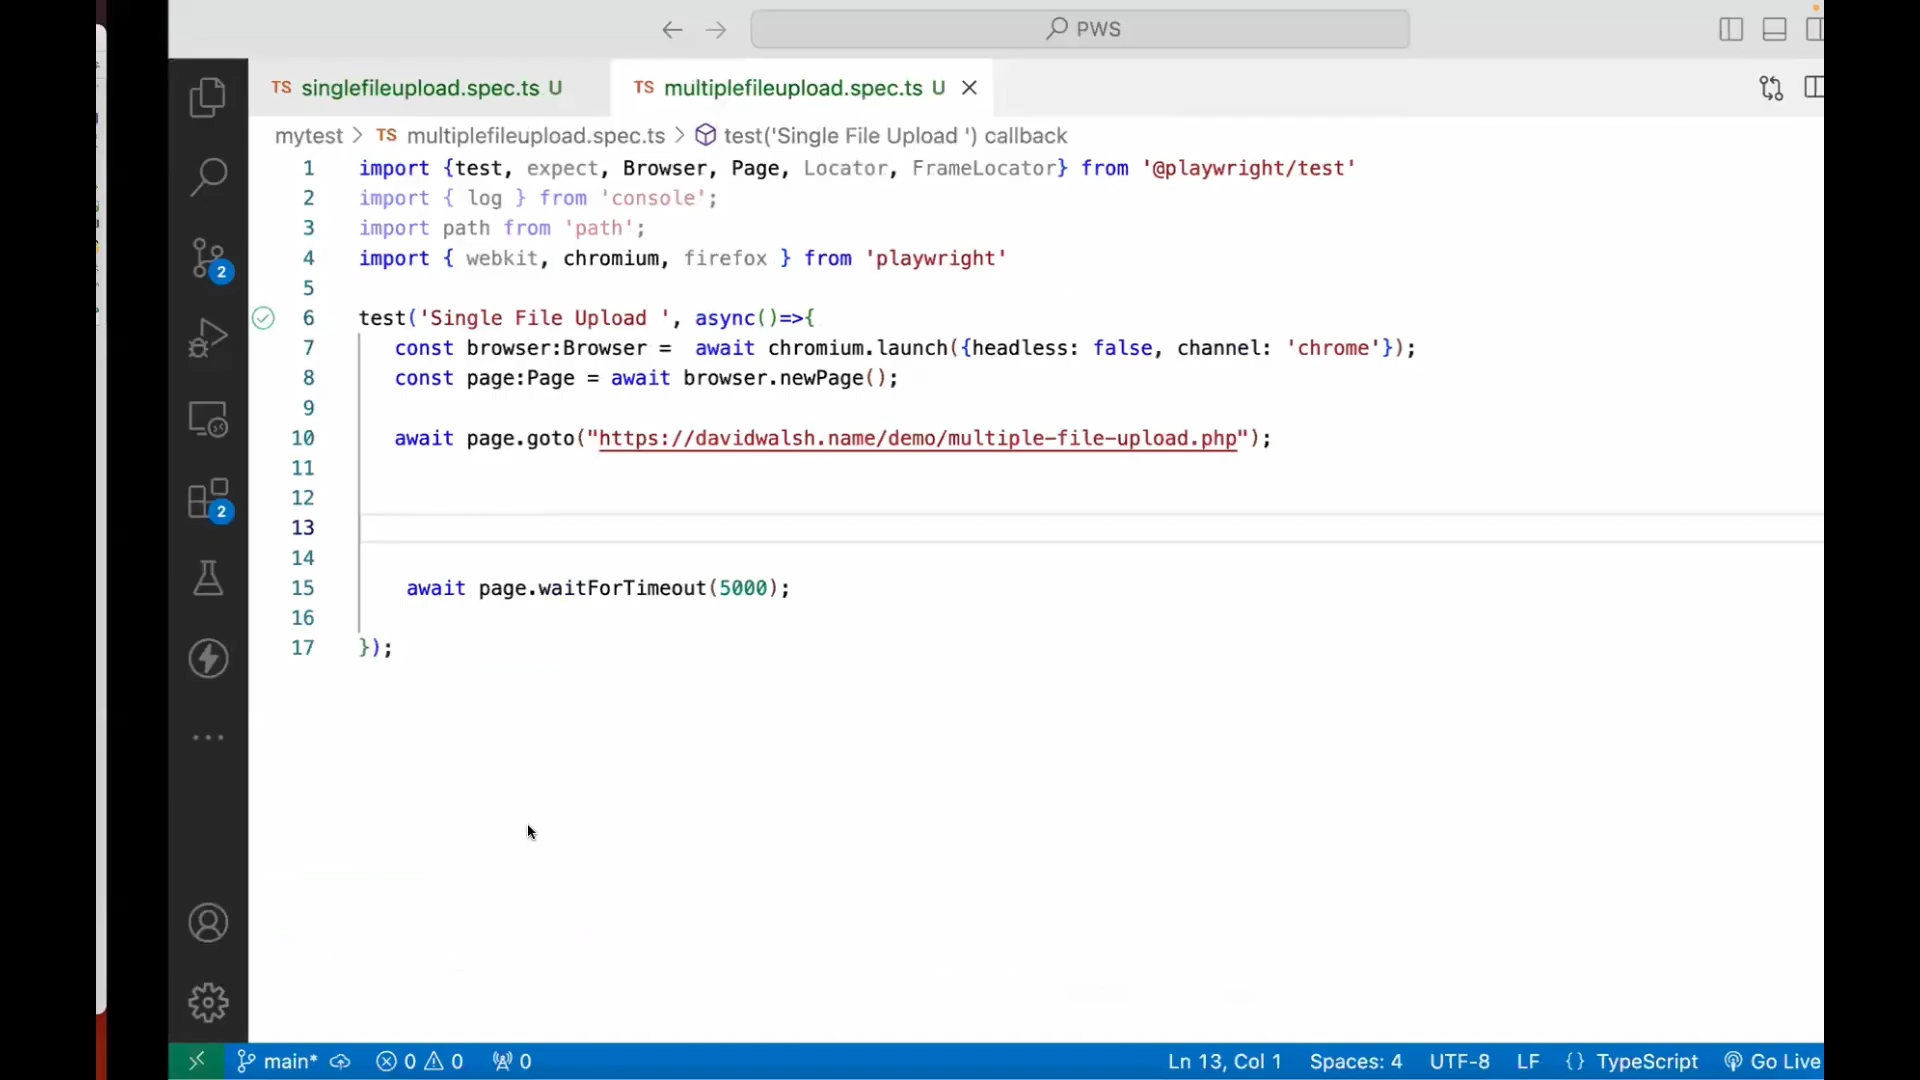 PWS
TS singlefileupload.spec.ts U
TS multiplefileupload.spec.ts U
mytest > TS multiplefileupload.spec.ts > test('Single File Upload ') callback
1 import {test, expect, Browser, Page, Locator, FrameLocator} from '@playwright/test'
2 import { log } from 'console';
3 import path from 'path';
4 import { webkit, chromium, firefox } from 'playwright'
5
6 test('Single File Upload ', async()=>{
7 const browser:Browser =  await chromium.launch({headless: false, channel: 'chrome'});
8 const page:Page = await browser.newPage();
9
10 await page.goto("https://davidwalsh.name/demo/multiple-file-upload.php");
11
12
13
14
15 await page.waitForTimeout(5000);
16
17 });
2
2
main* 0 0 0 Ln 13, Col 1 Spaces: 4 UTF-8 LF {} TypeScript Go Live